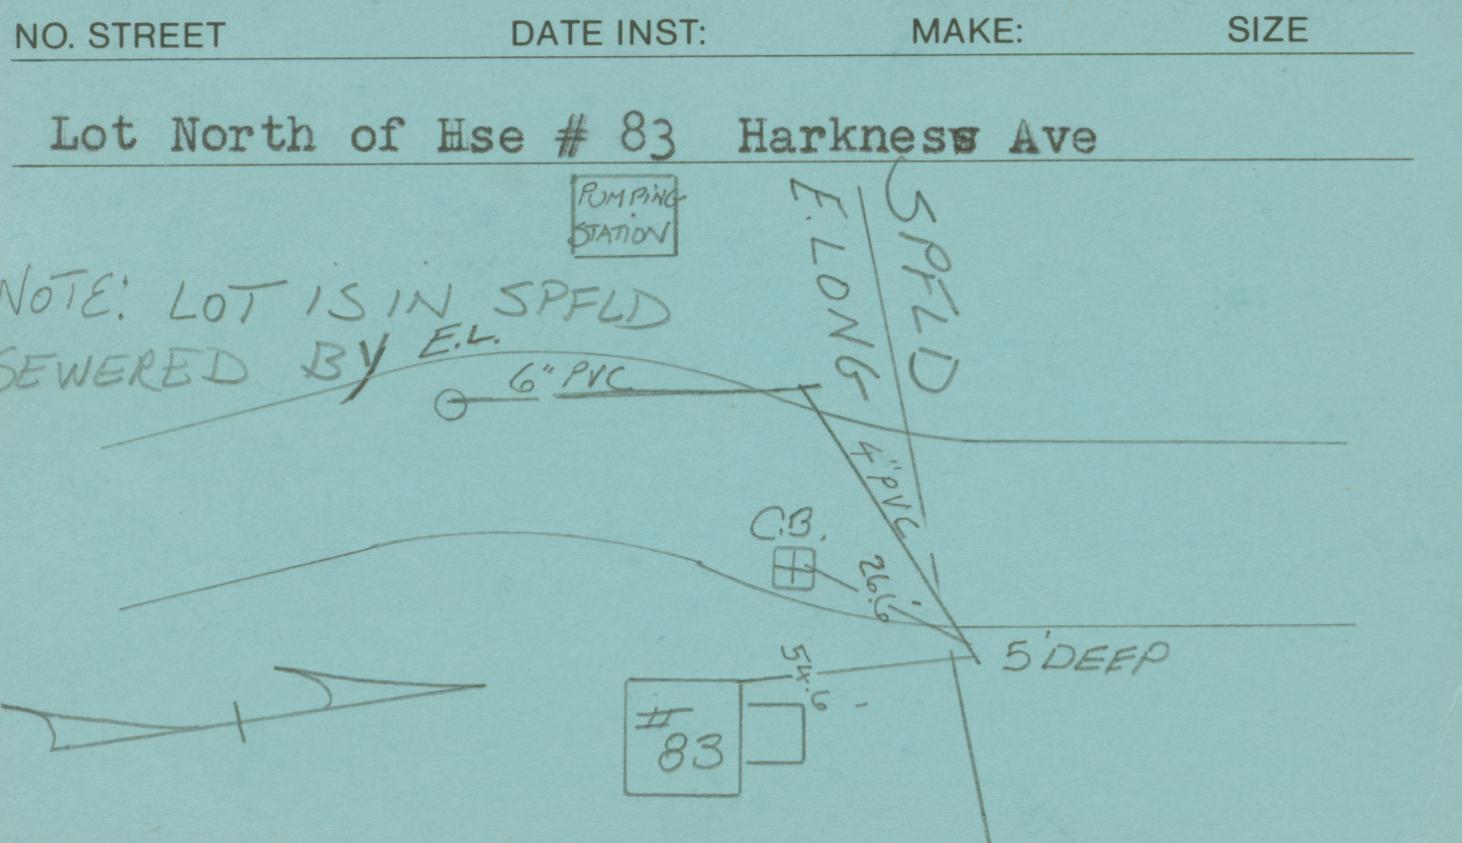 NO. STREET DATE INST: MAKE: SIZE
Lot North of Hse # 83 Harkness Ave
PUMPING
STATION
E. LONG
SPFLD
NOTE: LOT IS IN SPFLD
SEWERED BY E.L.
6" PVC
4" PVC
C.B.
26.6'
54.6'
5' DEEP
#
83